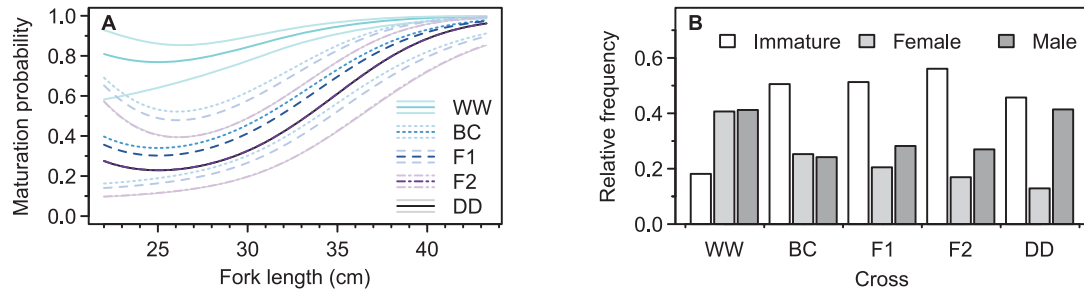 A
Maturation probability
1.0
0.8
0.6
0.4
0.2
0.0
WW
BC
F1
F2
DD
25 30 35 40
Fork length (cm)
B
Immature Female Male
Relative frequency
0.6
0.4
0.2
0.0
WW BC F1 F2 DD
Cross